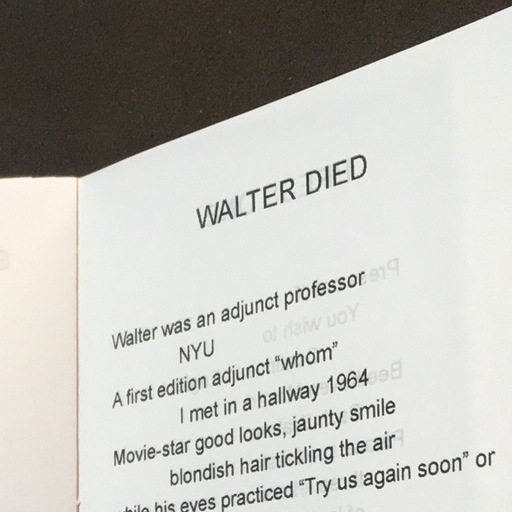 WALTER DIED
Walter was an adjunct professor
NYU
A first edition adjunct “whom”
I met in a hallway 1964
Movie-star good looks, jaunty smile
blondish hair tickling the air
his eyes practiced “Try us again soon” or